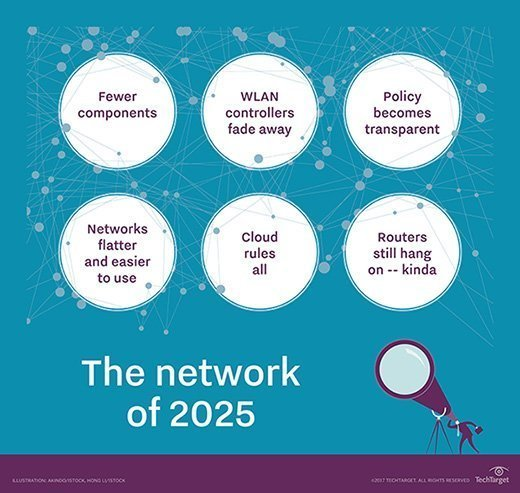 Fewer
components
WLAN
controllers
fade away
Policy
becomes
transparent
Networks
flatter
and easier
to use
Cloud
rules
all
Routers
still hang
on -- kinda
The network
of 2025
ILLUSTRATION: AKINDO/ISTOCK, HONG LI/ISTOCK
©2017 TECHTARGET. ALL RIGHTS RESERVED
TechTarget